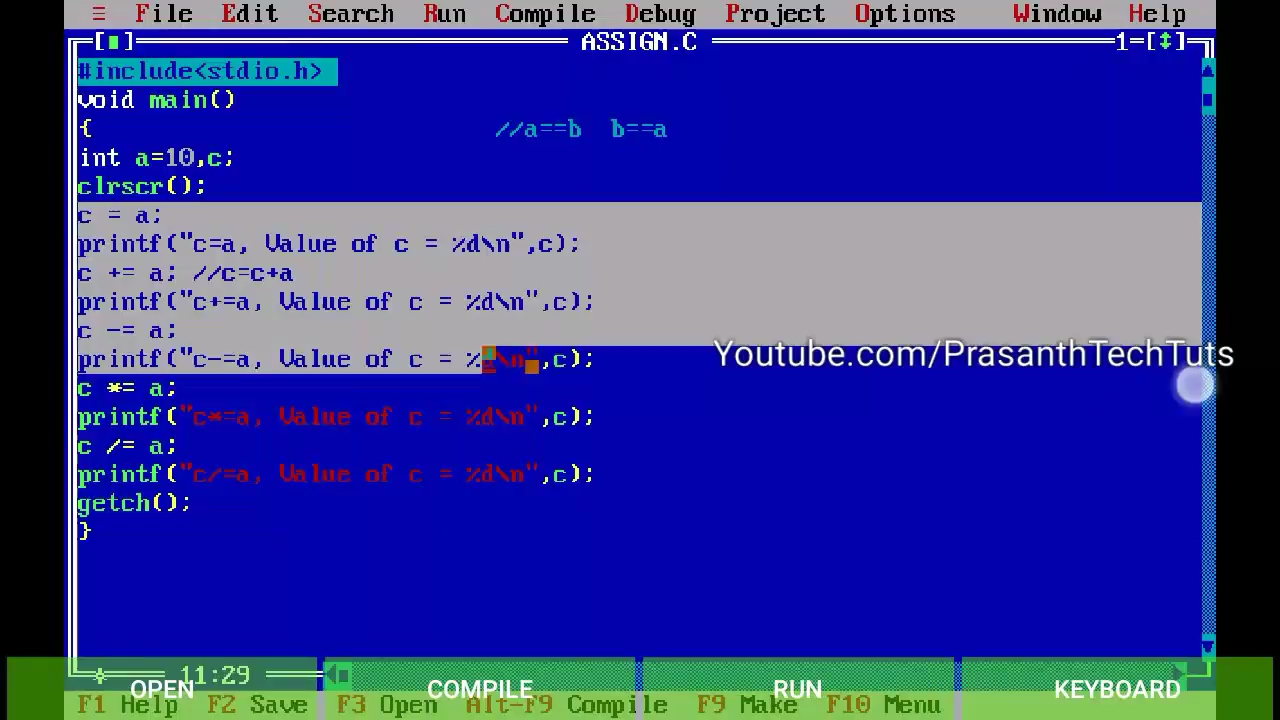 ≡ File Edit Search Run Compile Debug Project Options Window Help
[■] ASSIGN.C 1=[↕]
#include<stdio.h>
void main()
{ //a==b b==a
int a=10,c;
clrscr();
c = a;
printf("c=a, Value of c = %d\n",c);
c += a; //c=c+a
printf("c+=a, Value of c = %d\n",c);
c -= a;
printf("c-=a, Value of c = %d\n",c);
Youtube.com/PrasanthTechTuts
c *= a;
printf("c*=a, Value of c = %d\n",c);
c /= a;
printf("c/=a, Value of c = %d\n",c);
getch();
}
11:29
OPEN COMPILE RUN KEYBOARD
F1 Help F2 Save F3 Open Alt-F9 Compile F9 Make F10 Menu